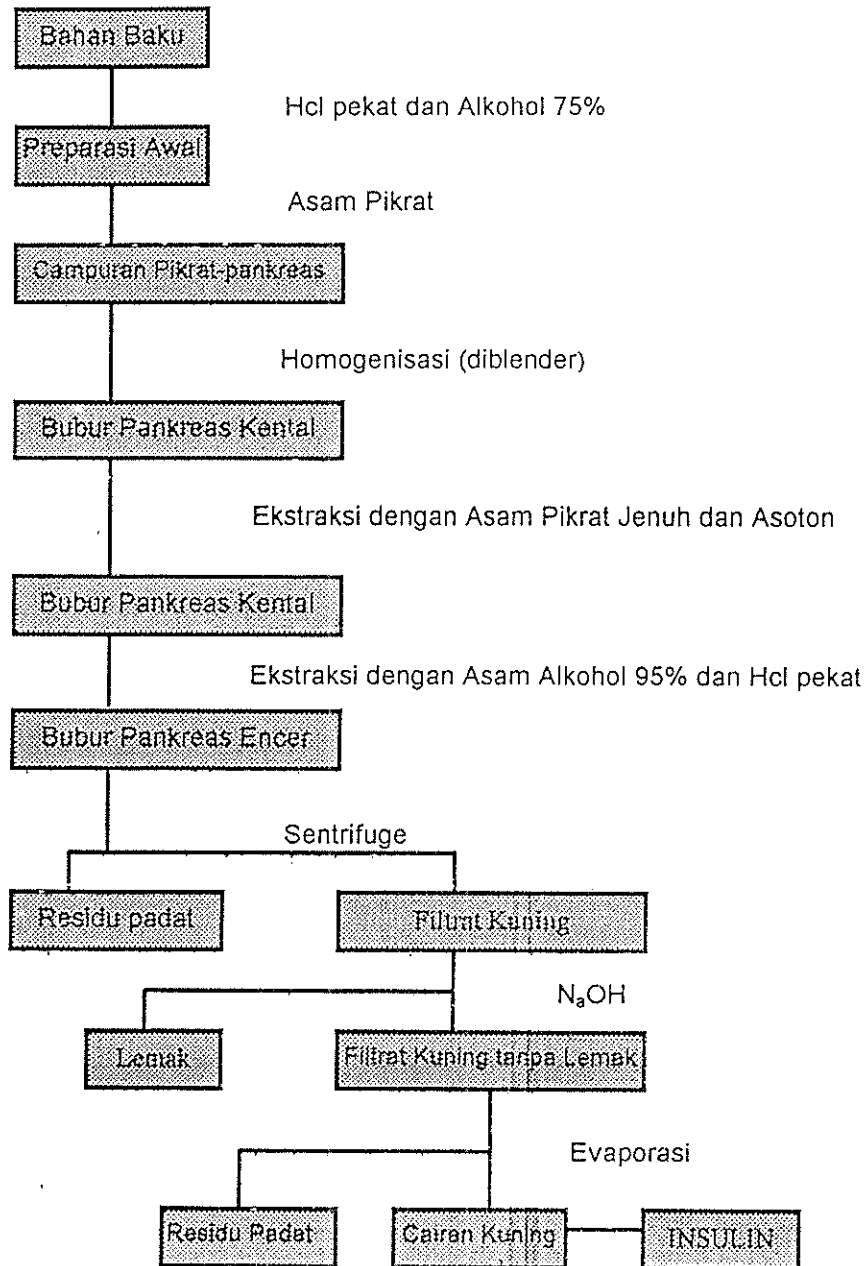 Bahan Baku
Hcl pekat dan Alkohol 75%
Preparasi Awal
Asam Pikrat
Campuran Pikrat-pankreas
Homogenisasi (diblender)
Bubur Pankreas Kental
Ekstraksi dengan Asam Pikrat Jenuh dan Asoton
Bubur Pankreas Kental
Ekstraksi dengan Asam Alkohol 95% dan Hcl pekat
Bubur Pankreas Encer
Sentrifuge
Residu padat
Filtrat Kuning
NₐOH
Lemak
Filtrat Kuning tanpa Lemak
Evaporasi
Residu Padat
Cairan Kuning
INSULIN